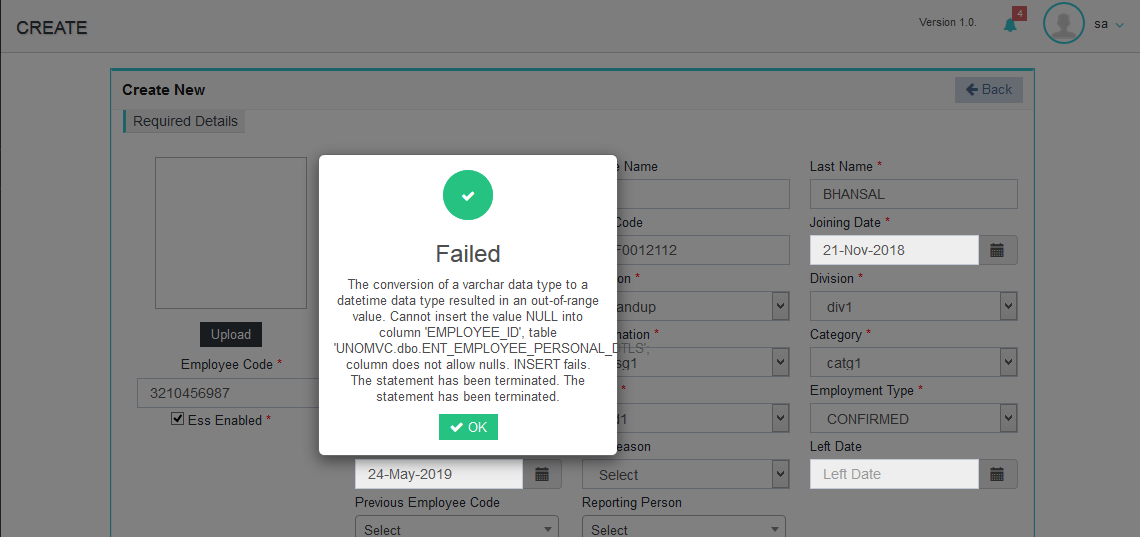 CREATE
Version 1.0.
4
sa
Create New
Back
Required Details
Name
Last Name *
BHANSAL
Code
Joining Date *
F0012112
21-Nov-2018
Division *
div1
Upload
Category *
catg1
Employee Code *
3210456987
Employment Type *
CONFIRMED
Ess Enabled *
Failed
The conversion of a varchar data type to a
datetime data type resulted in an out-of-range
value. Cannot insert the value NULL into
column 'EMPLOYEE_ID', table
'UNOMVC.dbo.ENT_EMPLOYEE_PERSONAL_DTLS';
column does not allow nulls. INSERT fails.
The statement has been terminated. The
statement has been terminated.
OK
Left Date
24-May-2019
Select
Left Date
Previous Employee Code
Reporting Person
Select
Select